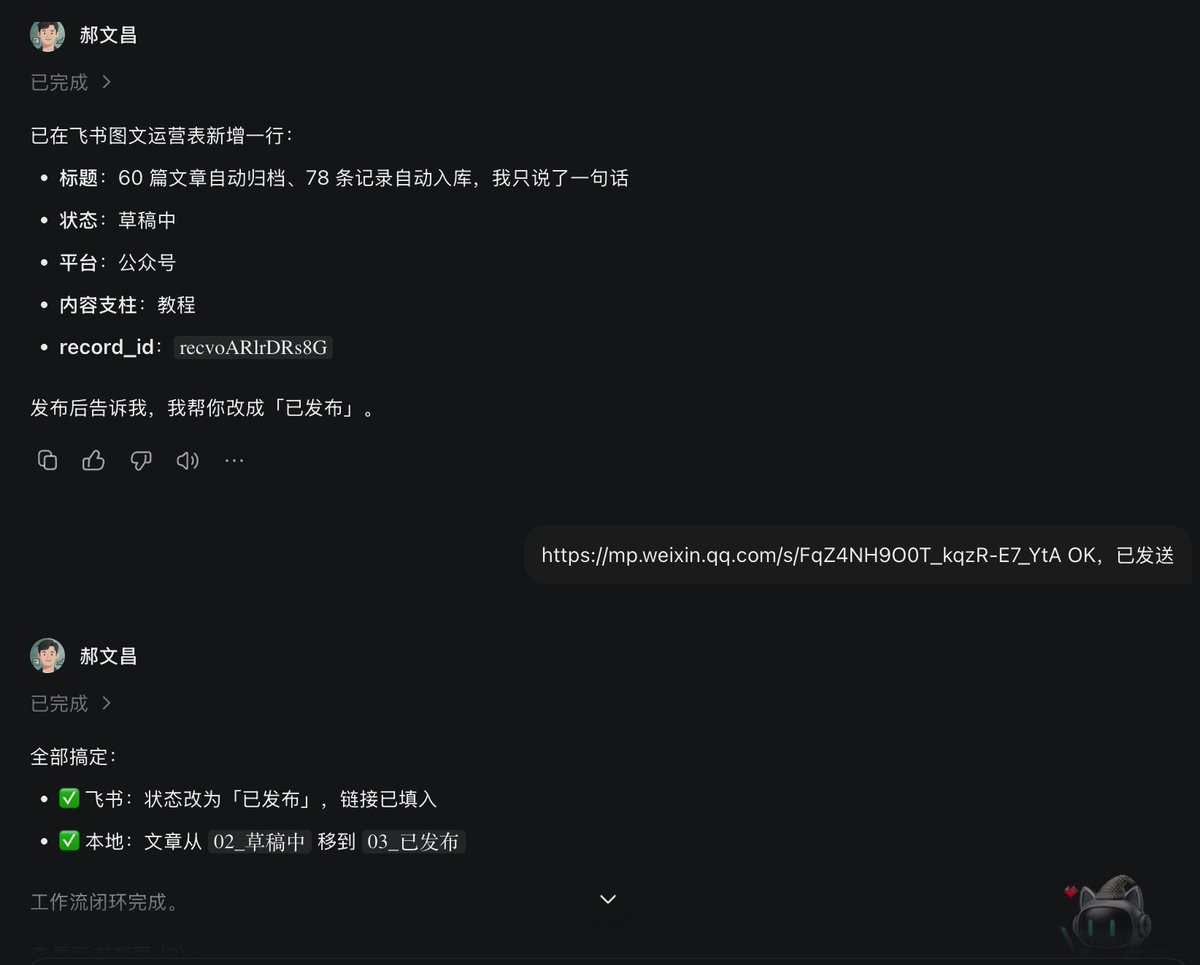 郝文昌
已完成
已在飞书图文运营表新增一行：
标题：60 篇文章自动归档、78 条记录自动入库，我只说了一句话
状态：草稿中
平台：公众号
内容支柱：教程
record_id：recvoARlrDRs8G
发布后告诉我，我帮你改成「已发布」。
https://mp.weixin.qq.com/s/FqZ4NH9O0T_kqzR-E7_YtA OK，已发送
郝文昌
已完成
全部搞定：
✅ 飞书：状态改为「已发布」，链接已填入
✅ 本地：文章从 02_草稿中 移到 03_已发布
工作流闭环完成。